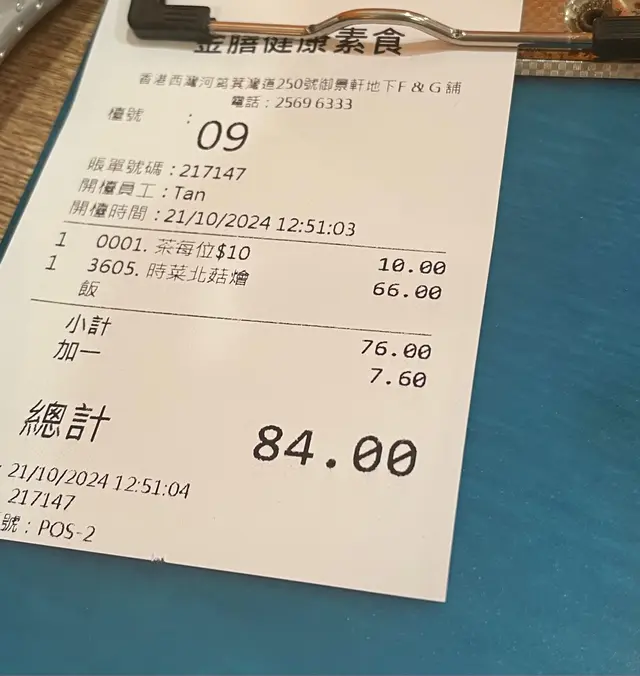 金膳健康素食
香港西灣河筲箕灣道250號御景軒地下F & G 舖
電話：2569 6333
檯號 ：
09
賬單號碼：217147
開檯員工：Tan
開檯時間：21/10/2024 12:51:03
1 0001. 茶每位$10 10.00
1 3605. 時菜北菇燴飯 66.00
小計 76.00
加一 7.60
總計 84.00
: 21/10/2024 12:51:04
217147
號：POS-2